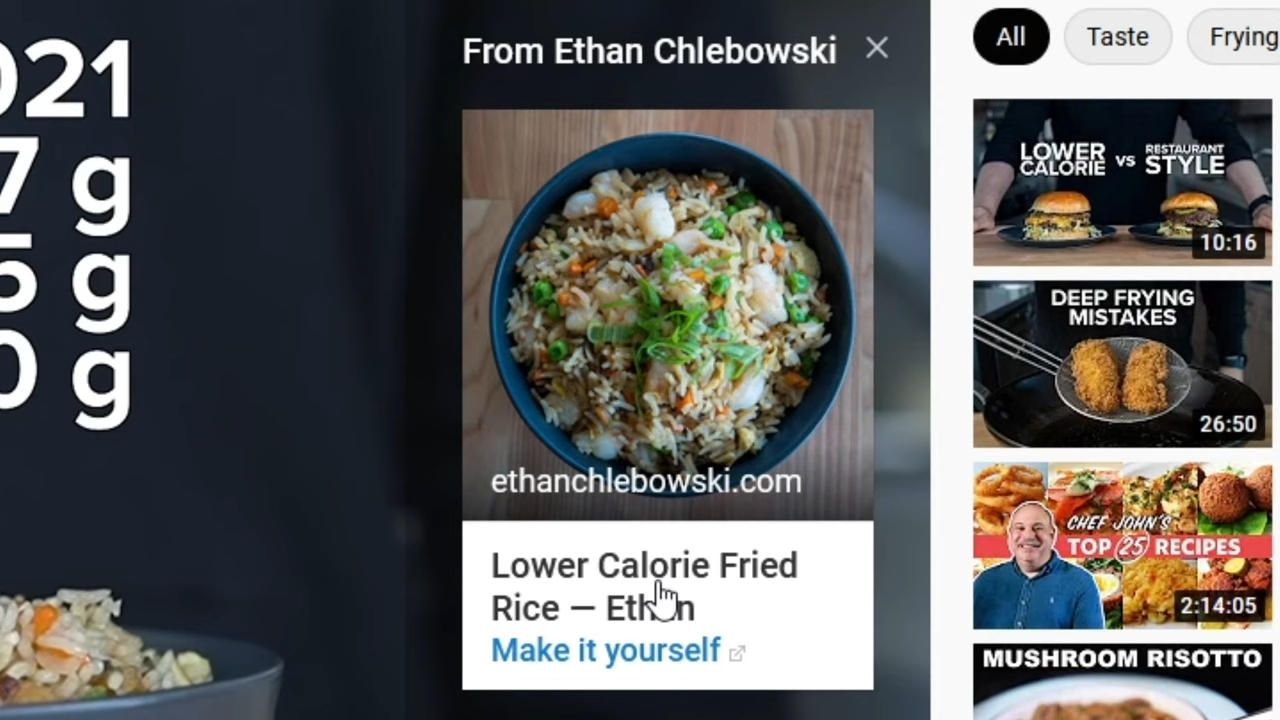 021
7 g
5 g
0 g
From Ethan Chlebowski
ethanchlebowski.com
Lower Calorie Fried
Rice — Ethan
Make it yourself
All
Taste
Frying
LOWER CALORIE vs RESTAURANT STYLE
10:16
DEEP FRYING
MISTAKES
26:50
CHEF JOHN'S
TOP 25 RECIPES
2:14:05
MUSHROOM RISOTTO